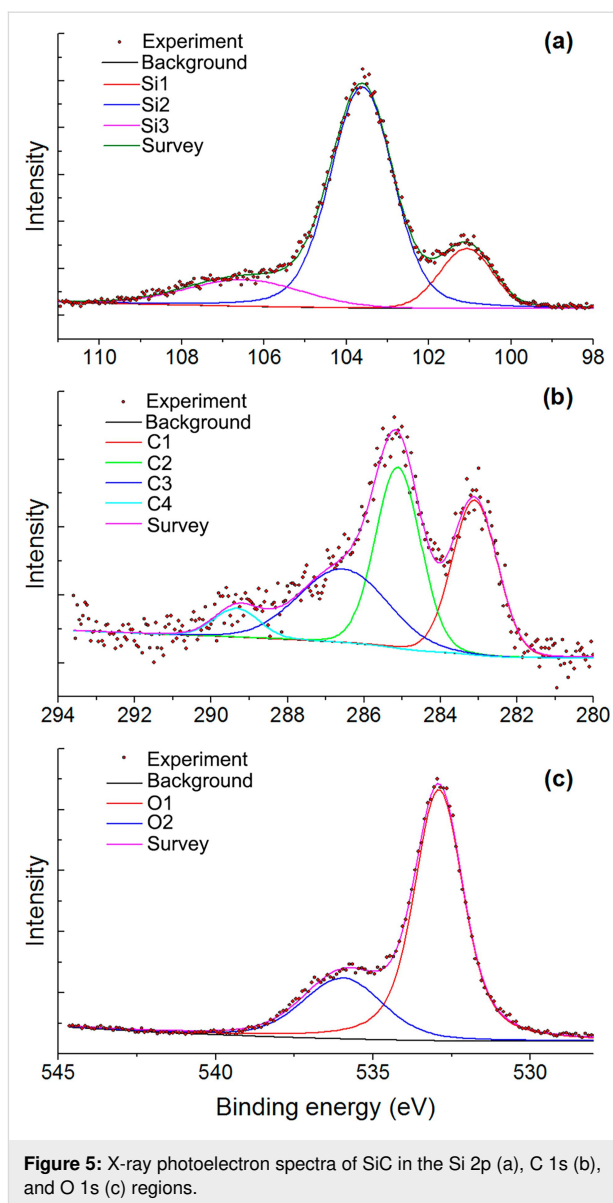 (a)
Experiment
Background
Si1
Si2
Si3
Survey
Intensity
110 108 106 104 102 100 98
(b)
Experiment
Background
C1
C2
C3
C4
Survey
Intensity
294 292 290 288 286 284 282 280
(c)
Experiment
Background
O1
O2
Survey
Intensity
545 540 535 530
Binding energy (eV)
Figure 5: X-ray photoelectron spectra of SiC in the Si 2p (a), C 1s (b),
and O 1s (c) regions.